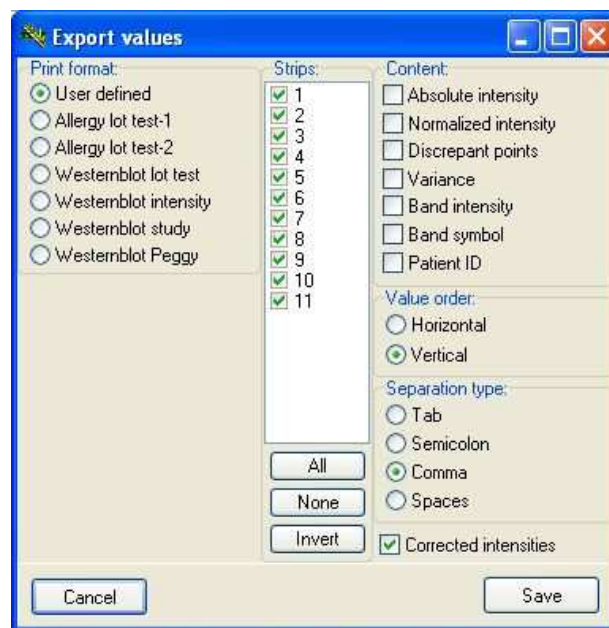 Export values
Print format:
User defined
Allergy lot test-1
Allergy lot test-2
Westernblot lot test
Westernblot intensity
Westernblot study
Westernblot Peggy
Strips:
1
2
3
4
5
6
7
8
9
10
11
All
None
Invert
Content:
Absolute intensity
Normalized intensity
Discrepant points
Variance
Band intensity
Band symbol
Patient ID
Value order:
Horizontal
Vertical
Separation type:
Tab
Semicolon
Comma
Spaces
Corrected intensities
Cancel
Save